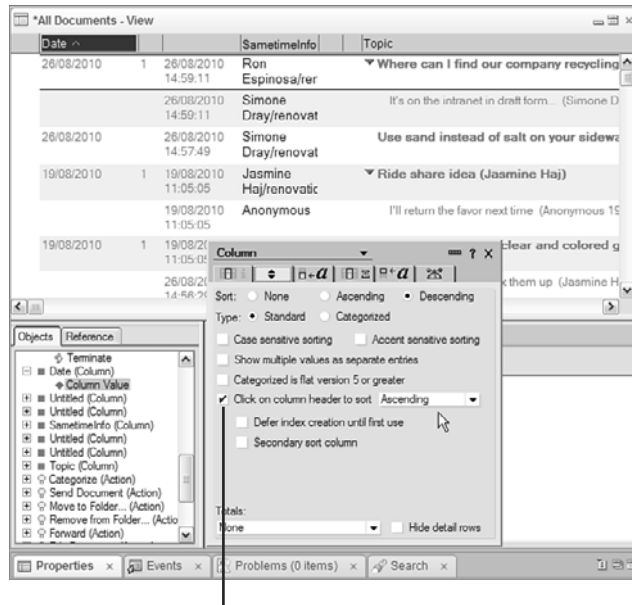 *All Documents - View
Date SametimeInfo Topic
26/08/2010 1 26/08/2010 Ron Where can I find our company recycling
14:59:11 Espinosa/rer
26/08/2010 Simone It's on the intranet in draft form... (Simone D
14:59:11 Dray/renovat
26/08/2010 26/08/2010 Simone Use sand instead of salt on your sidewa
14:57:49 Dray/renovat
19/08/2010 1 19/08/2010 Jasmine Ride share idea (Jasmine Haj)
11:05:05 Haj/renovatic
19/08/2010 Anonymous I'll return the favor next time (Anonymous 19
11:05:05
19/08/2010 1 19/08/20 clear and colored g
11:05:0
26/08/20 them up (Jasmine H
14:56:2
Column ?
Sort: None Ascending Descending
Type: Standard Categorized
Case sensitive sorting Accent sensitive sorting
Show multiple values as separate entries
Categorized is flat version 5 or greater
Click on column header to sort Ascending
Defer index creation until first use
Secondary sort column
Totals:
None Hide detail rows
Objects Reference
Terminate
Date (Column)
Column Value
Untitled (Column)
Untitled (Column)
SametimeInfo (Column)
Untitled (Column)
Untitled (Column)
Topic (Column)
Categorize (Action)
Send Document (Action)
Move to Folder... (Action)
Remove from Folder... (Actio
Forward (Action)
Properties Events Problems (0 items) Search